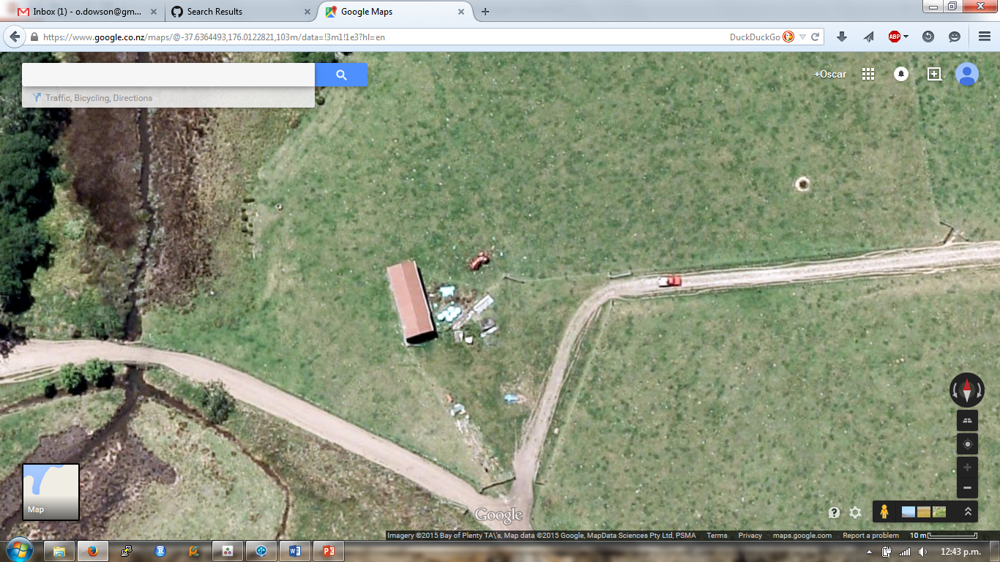 Inbox (1) - o.dowson@gm...
Search Results
Google Maps
https://www.google.co.nz/maps/@-37.6364493,176.0122821,103m/data=!3m1!1e3?hl=en
DuckDuckGo
ABP
Traffic, Bicycling, Directions
+Oscar
Map
Google
Imagery ©2015 Bay of Plenty TA\'s, Map data ©2015 Google, MapData Sciences Pty Ltd, PSMA Terms Privacy maps.google.com Report a problem 10 m
12:43 p.m.